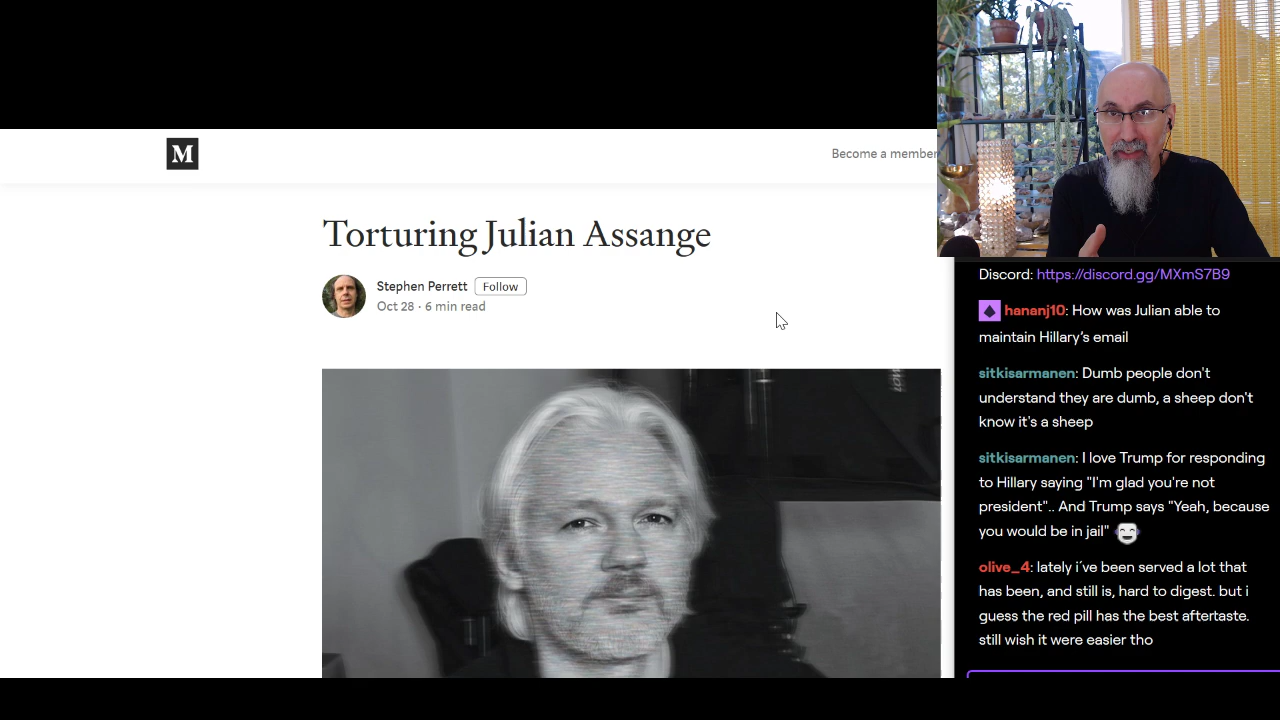 M
Become a member
Torturing Julian Assange
Stephen Perrett Follow
Oct 28 · 6 min read
Discord: https://discord.gg/MXmS7B9
hananj10: How was Julian able to
maintain Hillary’s email
sitkisarmanen: Dumb people don't
understand they are dumb, a sheep don't
know it's a sheep
sitkisarmanen: I love Trump for responding
to Hillary saying "I'm glad you're not
president".. And Trump says "Yeah, because
you would be in jail"
olive_4: lately i´ve been served a lot that
has been, and still is, hard to digest. but i
guess the red pill has the best aftertaste.
still wish it were easier tho